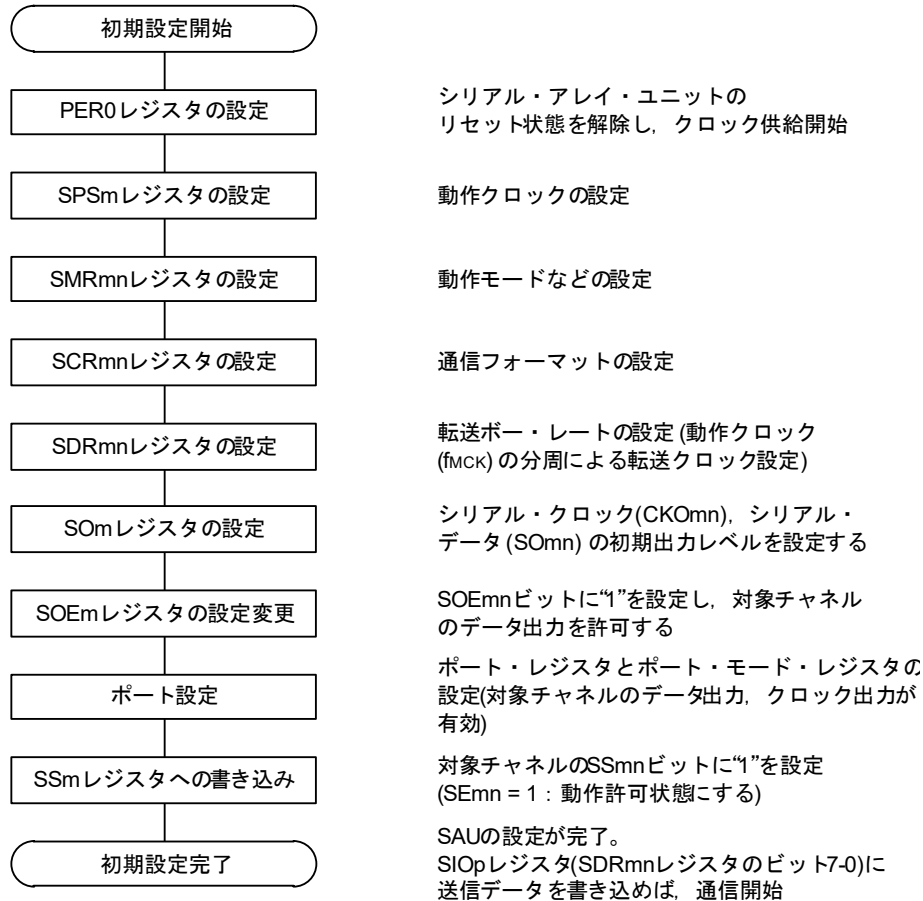 初期設定開始
PER0レジスタの設定
シリアル・アレイ・ユニットの
リセット状態を解除し，クロック供給開始
SPSmレジスタの設定
動作クロックの設定
SMRmnレジスタの設定
動作モードなどの設定
SCRmnレジスタの設定
通信フォーマットの設定
SDRmnレジスタの設定
転送ボー・レートの設定 (動作クロック
(fMCK) の分周による転送クロック設定)
SOmレジスタの設定
シリアル・クロック(CKOmn)，シリアル・
データ (SOmn) の初期出力レベルを設定する
SOEmレジスタの設定変更
SOEmnビットに“1”を設定し，対象チャネル
のデータ出力を許可する
ポート設定
ポート・レジスタとポート・モード・レジスタの
設定(対象チャネルのデータ出力，クロック出力が
有効)
SSmレジスタへの書き込み
対象チャネルのSSmnビットに“1”を設定
(SEmn = 1：動作許可状態にする)
初期設定完了
SAUの設定が完了。
SIOpレジスタ(SDRmnレジスタのビット7-0)に
送信データを書き込めば，通信開始